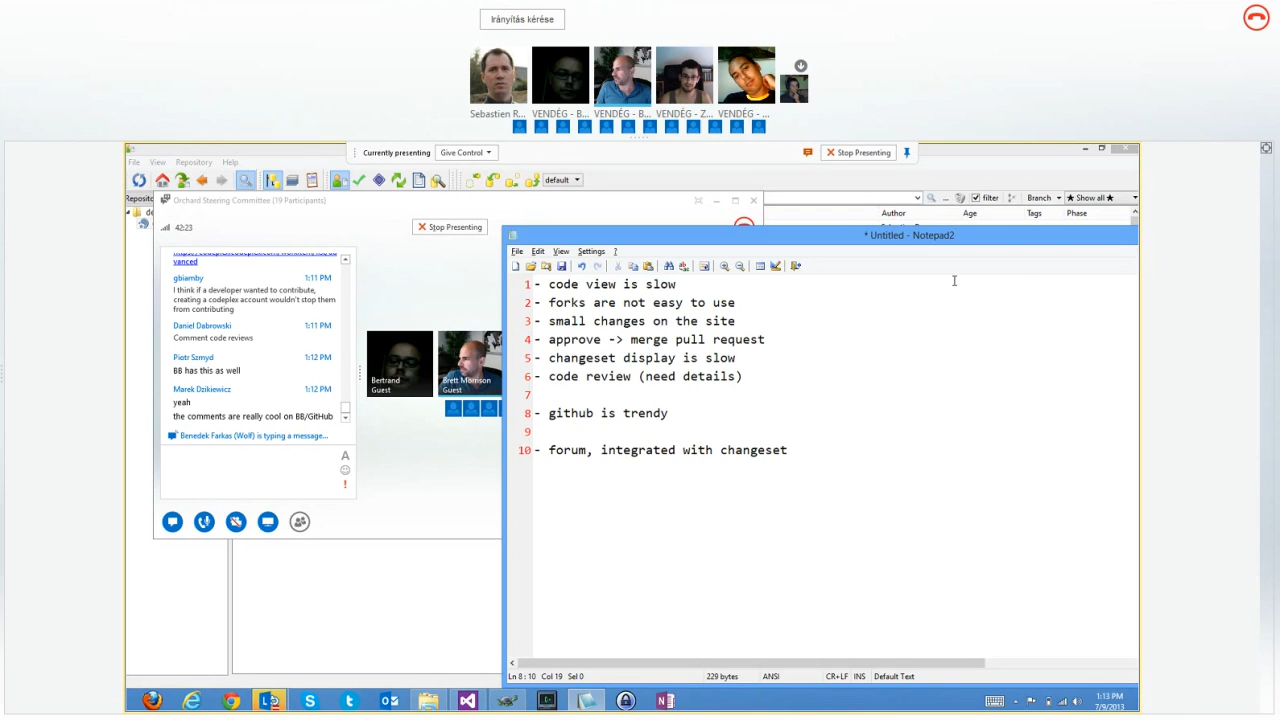 Irányítás kérése
Sebastien R...
VENDÉG - B...
VENDÉG - B...
VENDÉG - Z...
VENDÉG - ...
Currently presenting
Give Control
Stop Presenting
File View Repository Help
default
filter
Branch
Show all
Author Age Tags Phase
Orchard Steering Committee (19 Participants)
42:23
Stop Presenting
vanced
gbiamby 1:11 PM
I think if a developer wanted to contribute,
creating a codeplex account wouldn't stop them
from contributing
Daniel Dabrowski 1:11 PM
Comment code reviews
Piotr Szmyd 1:12 PM
BB has this as well
Marek Dzikiewicz 1:12 PM
yeah
the comments are really cool on BB/GitHub
Benedek Farkas (Wolf) is typing a message...
Bertrand
Guest
Brett Morrison
Guest
* Untitled - Notepad2
File Edit View Settings ?
1 - code view is slow
2 - forks are not easy to use
3 - small changes on the site
4 - approve -> merge pull request
5 - changeset display is slow
6 - code review (need details)
7
8 - github is trendy
9
10 - forum, integrated with changeset
Ln 8 : 10 Col 19 Sel 0
229 bytes
ANSI
CR+LF
INS
Default Text
1:13 PM
7/9/2013